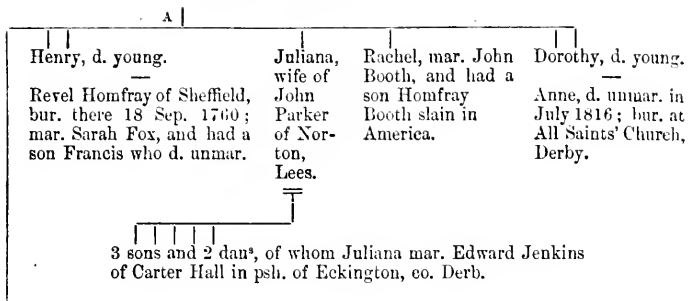 A
Henry, d. young.
—
Revel Homfray of Sheffield,
bur. there 18 Sep. 1760;
mar. Sarah Fox, and had a
son Francis who d. unmar.
Juliana,
wife of
John
Parker
of Nor-
ton,
Lees.
Rachel, mar. John
Booth, and had a
son Homfray
Booth slain in
America.
Dorothy, d. young.
—
Anne, d. unmar. in
July 1816; bur. at
All Saints' Church,
Derby.
3 sons and 2 danˢ, of whom Juliana mar. Edward Jenkins
of Carter Hall in psh. of Eckington, co. Derb.